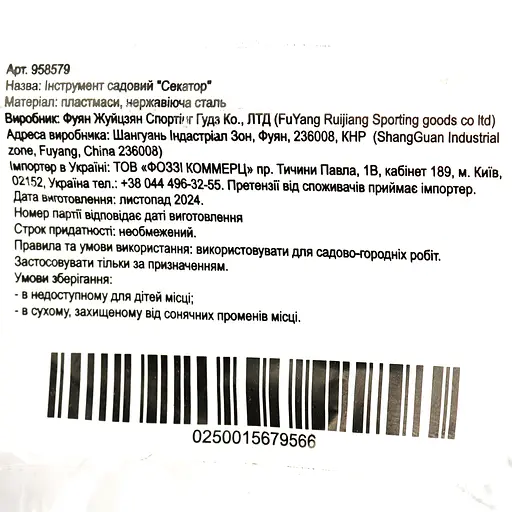 Арт. 958579
Назва: Інструмент садовий "Секатор"
Матеріал: пластмаси, нержавіюча сталь
Виробник: Фуян Жуйцзян Спортінг Гудз Ко., ЛТД (FuYang Ruijiang Sporting goods co ltd)
Адреса виробника: Шангуань Індастріал Зон, Фуян, 236008, КНР (ShangGuan Industrial
zone, Fuyang, China 236008)
Імпортер в Україні: ТОВ «ФОЗЗІ КОММЕРЦ» пр. Тичини Павла, 1В, кабінет 189, м. Київ,
02152, Україна тел.: +38 044 496-32-55. Претензії від споживачів приймає імпортер.
Дата виготовлення: листопад 2024.
Номер партії відповідає даті виготовлення
Строк придатності: необмежений.
Правила та умови використання: використовувати для садово-городніх робіт.
Застосовувати тільки за призначенням.
Умови зберігання:
- в недоступному для дітей місці;
- в сухому, захищеному від сонячних променів місці.
0250015679566